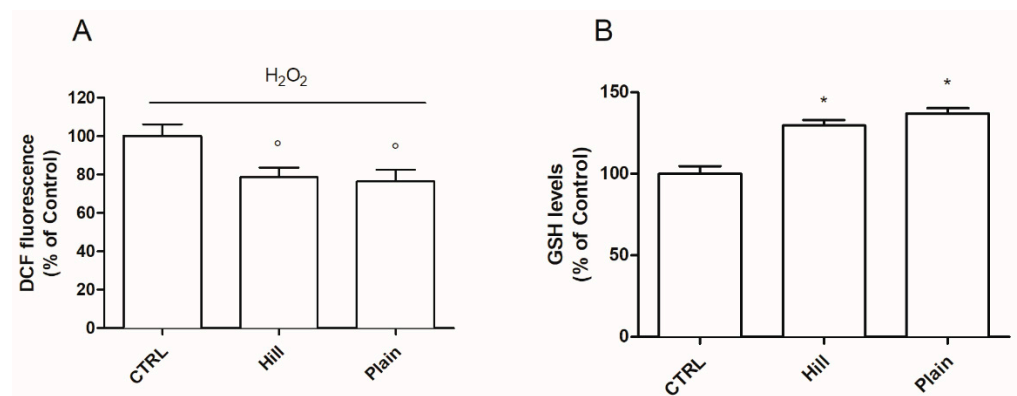 A
H₂O₂
DCF fluorescence
(% of Control)
120
100
80
60
40
20
0
°
°
CTRL
Hill
Plain
B
GSH levels
(% of Control)
150
100
50
0
*
*
CTRL
Hill
Plain